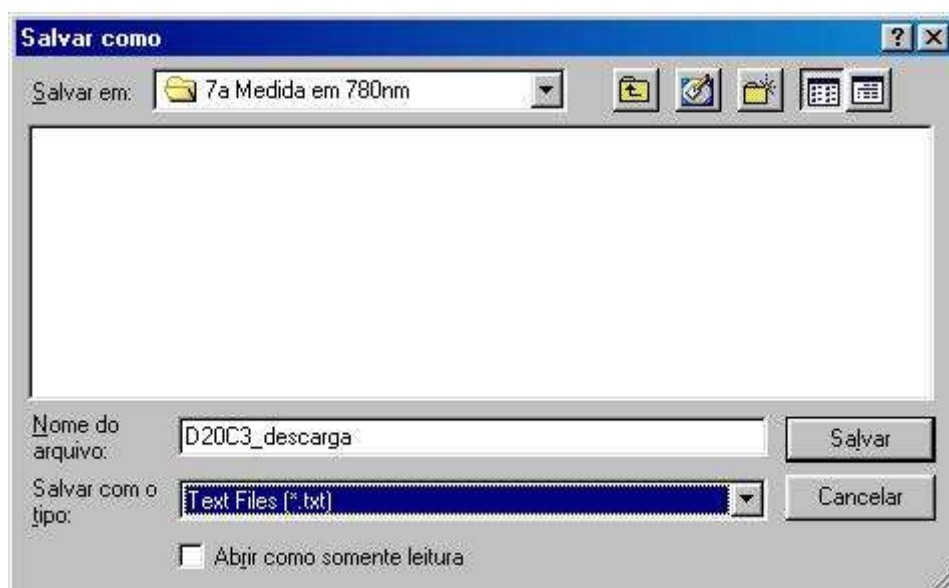 Salvar como
Salvar em: 7a Medida em 780nm
Nome do
arquivo:
D20C3_descarga
Salvar
Salvar com o
tipo:
Text Files (*.txt)
Cancelar
Abrir como somente leitura